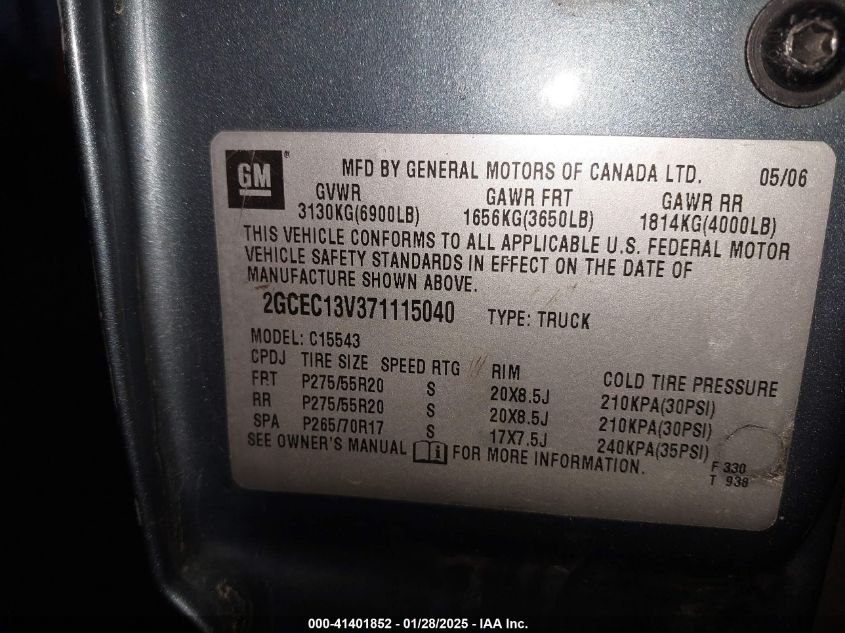 GM ® MFD BY GENERAL MOTORS OF CANADA LTD. 05/06
GVWR GAWR FRT GAWR RR
3130KG(6900LB) 1656KG(3650LB) 1814KG(4000LB)
THIS VEHICLE CONFORMS TO ALL APPLICABLE U.S. FEDERAL MOTOR
VEHICLE SAFETY STANDARDS IN EFFECT ON THE DATE OF
MANUFACTURE SHOWN ABOVE.
2GCEC13V371115040 TYPE: TRUCK
MODEL: C15543
CPDJ TIRE SIZE SPEED RTG RIM COLD TIRE PRESSURE
FRT P275/55R20 S 20X8.5J 210KPA(30PSI)
RR P275/55R20 S 20X8.5J 210KPA(30PSI)
SPA P265/70R17 S 17X7.5J 240KPA(35PSI)
SEE OWNER'S MANUAL i FOR MORE INFORMATION. F 330
T 938
000-41401852 - 01/28/2025 - IAA Inc.